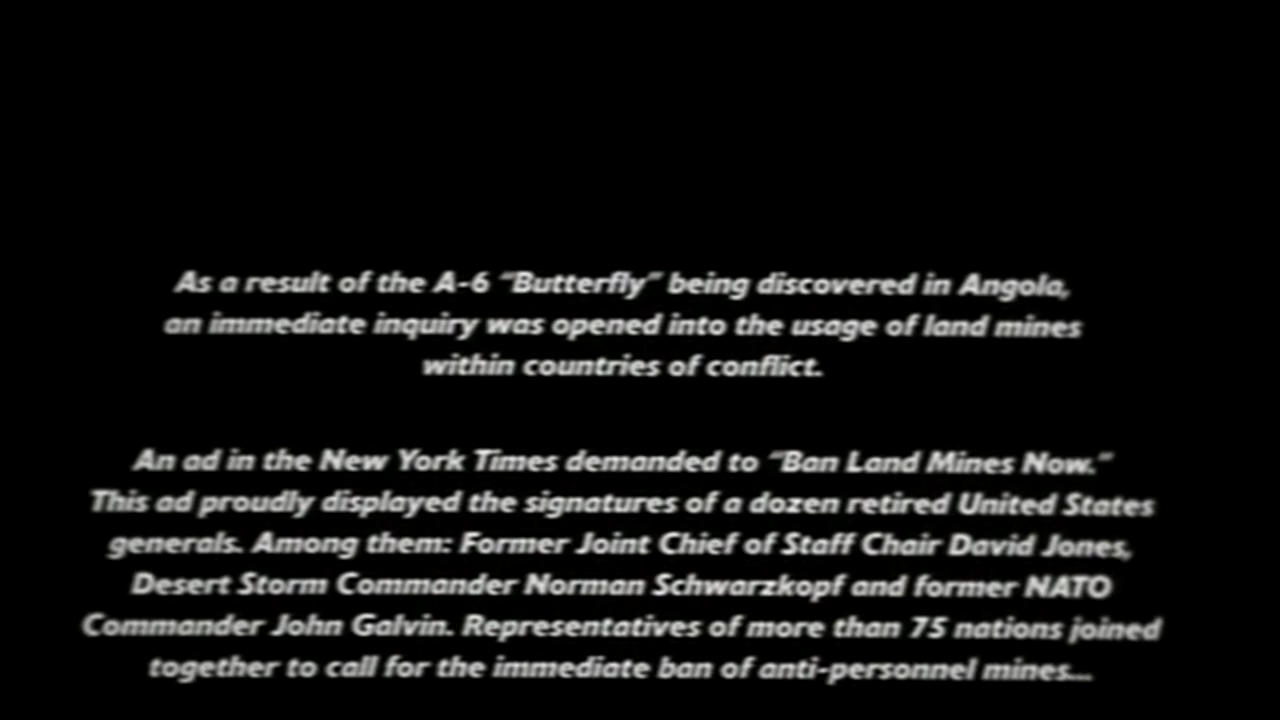 As a result of the A-6 “Butterfly” being discovered in Angola,
an immediate inquiry was opened into the usage of land mines
within countries of conflict.
An ad in the New York Times demanded to “Ban Land Mines Now.”
This ad proudly displayed the signatures of a dozen retired United States
generals. Among them: Former Joint Chief of Staff Chair David Jones,
Desert Storm Commander Norman Schwarzkopf and former NATO
Commander John Galvin. Representatives of more than 75 nations joined
together to call for the immediate ban of anti-personnel mines...